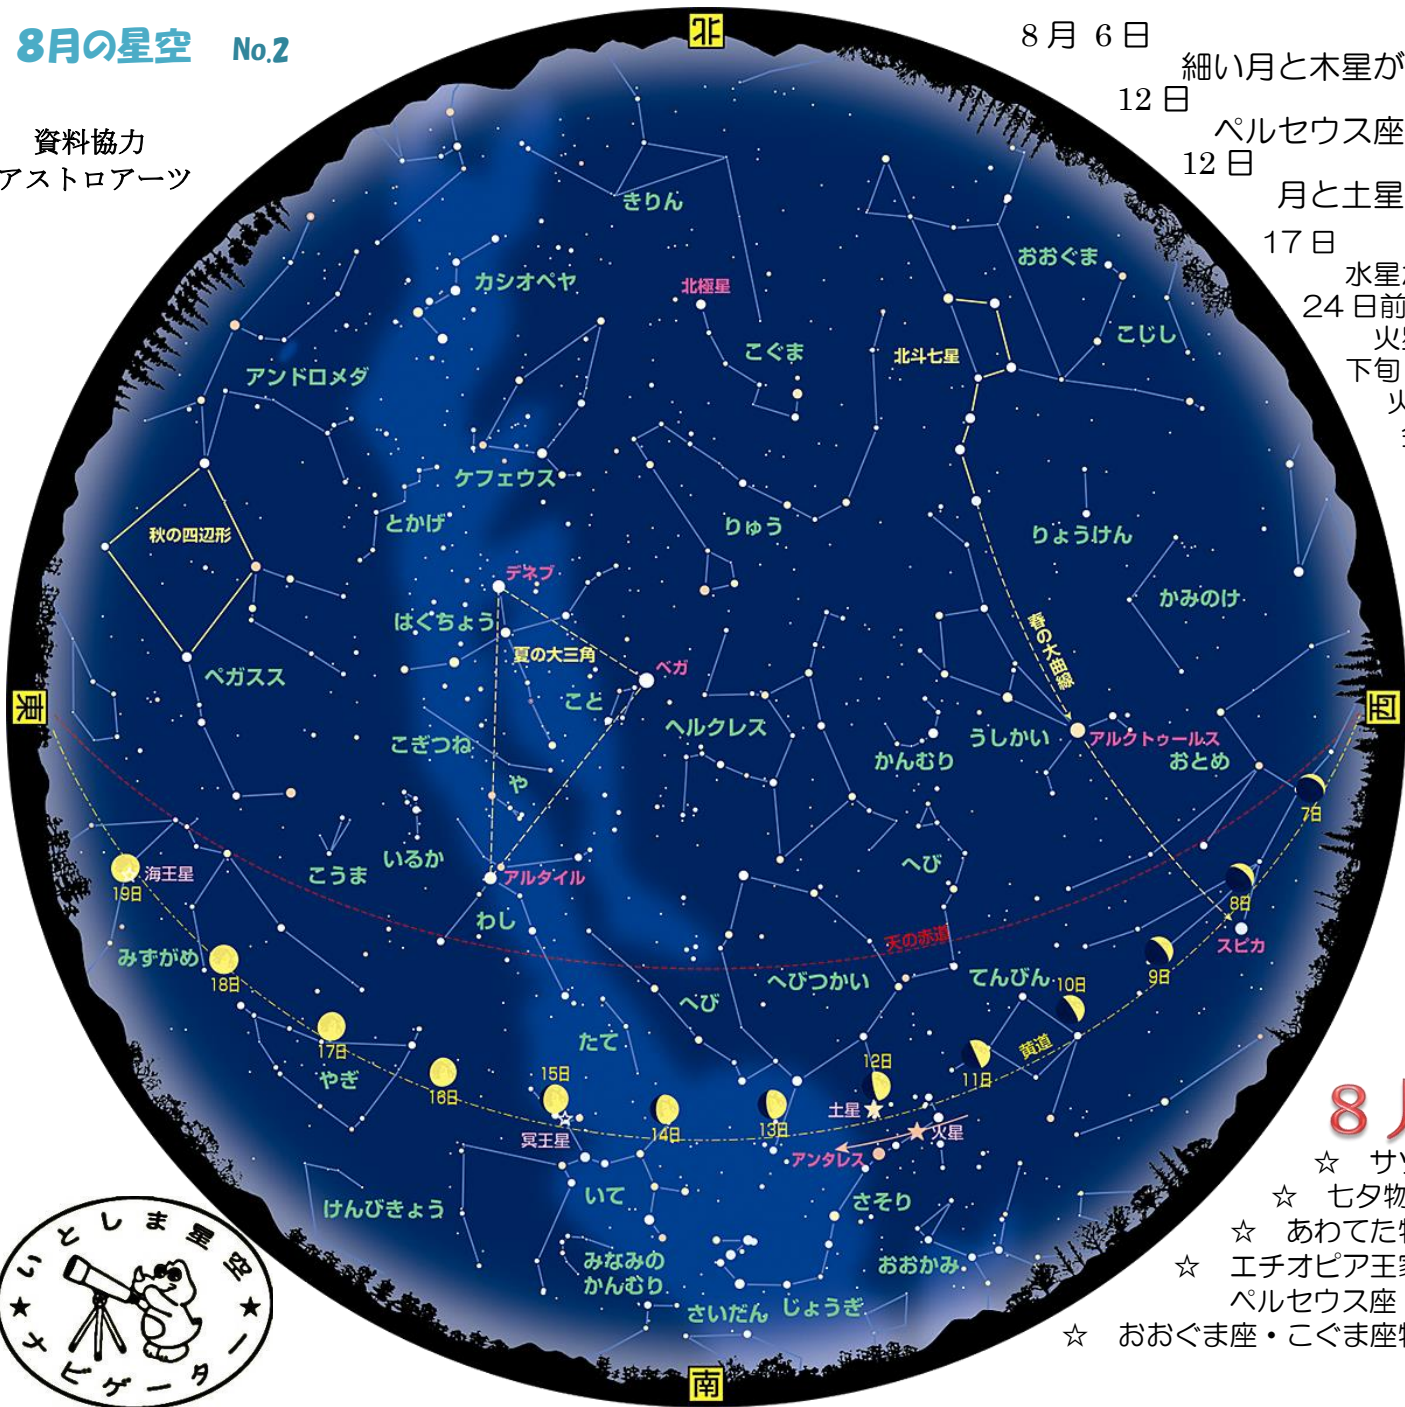 8月の星空 No.2
資料協力
アストロアーツ
8月 6日
細い月と木星が
12日
ペルセウス座
12日
月と土星
17日
水星
24日前
火星
下旬
火
北
きりん
カシオペヤ
北極星
おおぐま
こぐま
北斗七星
こじし
アンドロメダ
ケフェウス
とかげ
りゅう
りょうけん
秋の四辺形
デネブ
かみのけ
はくちょう
春の大曲線
夏の大三角
ベガ
ペガスス
こと
東
西
ヘルクレス
こぎつね
かんむり
うしかい
アルクトゥールス
おとめ
や
7日
いるか
へび
こうま
アルタイル
海王星
19日
8日
わし
スピカ
天の赤道
みずがめ
18日
へび
へびつかい
てんびん
10日
9日
17日
たて
黄道
やぎ
12日
11日
16日
15日
土星
14日
13日
冥王星
火星
アンタレス
いて
さそり
けんびきょう
みなみの
かんむり
おおかみ
さいだん
じょうぎ
南
いとしま星空
ナビゲーター
8月
☆ サソ
☆ 七夕物
☆ あわてた牛
☆ エチオピア王家
ペルセウス座
☆ おおぐま座・こぐま座物